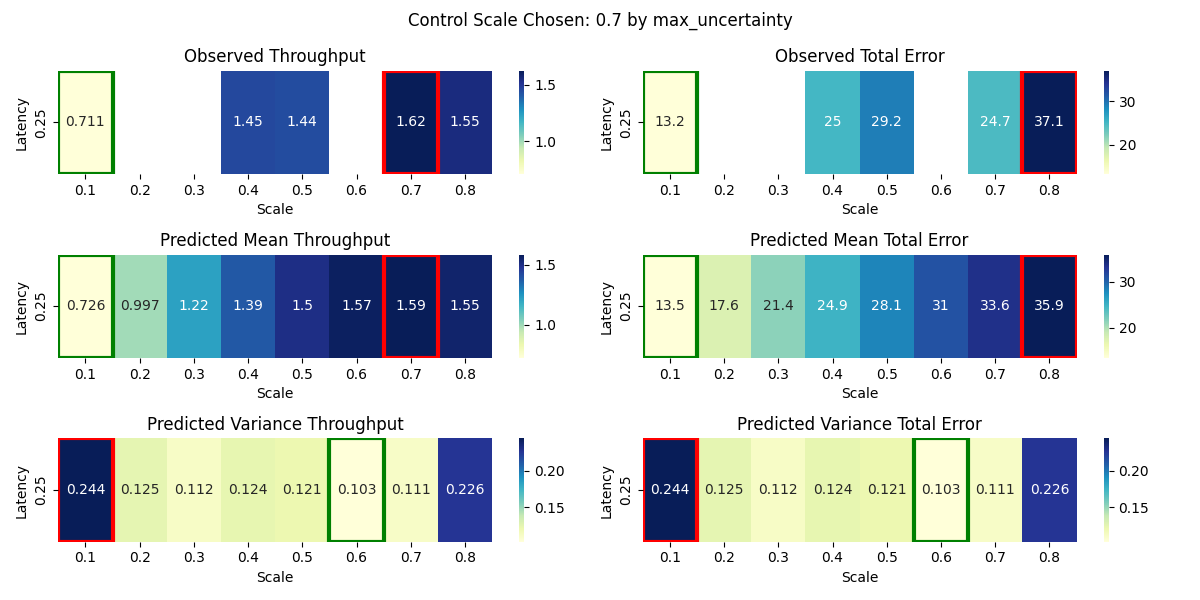 Control Scale Chosen: 0.7 by max_uncertainty
Observed Throughput
Latency
0.25
0.711 1.45 1.44 1.62 1.55
0.1 0.2 0.3 0.4 0.5 0.6 0.7 0.8
Scale
1.5
1.0
Observed Total Error
Latency
0.25
13.2 25 29.2 24.7 37.1
0.1 0.2 0.3 0.4 0.5 0.6 0.7 0.8
Scale
30
20
Predicted Mean Throughput
Latency
0.25
0.726 0.997 1.22 1.39 1.5 1.57 1.59 1.55
0.1 0.2 0.3 0.4 0.5 0.6 0.7 0.8
Scale
1.5
1.0
Predicted Mean Total Error
Latency
0.25
13.5 17.6 21.4 24.9 28.1 31 33.6 35.9
0.1 0.2 0.3 0.4 0.5 0.6 0.7 0.8
Scale
30
20
Predicted Variance Throughput
Latency
0.25
0.244 0.125 0.112 0.124 0.121 0.103 0.111 0.226
0.1 0.2 0.3 0.4 0.5 0.6 0.7 0.8
Scale
0.20
0.15
Predicted Variance Total Error
Latency
0.25
0.244 0.125 0.112 0.124 0.121 0.103 0.111 0.226
0.1 0.2 0.3 0.4 0.5 0.6 0.7 0.8
Scale
0.20
0.15